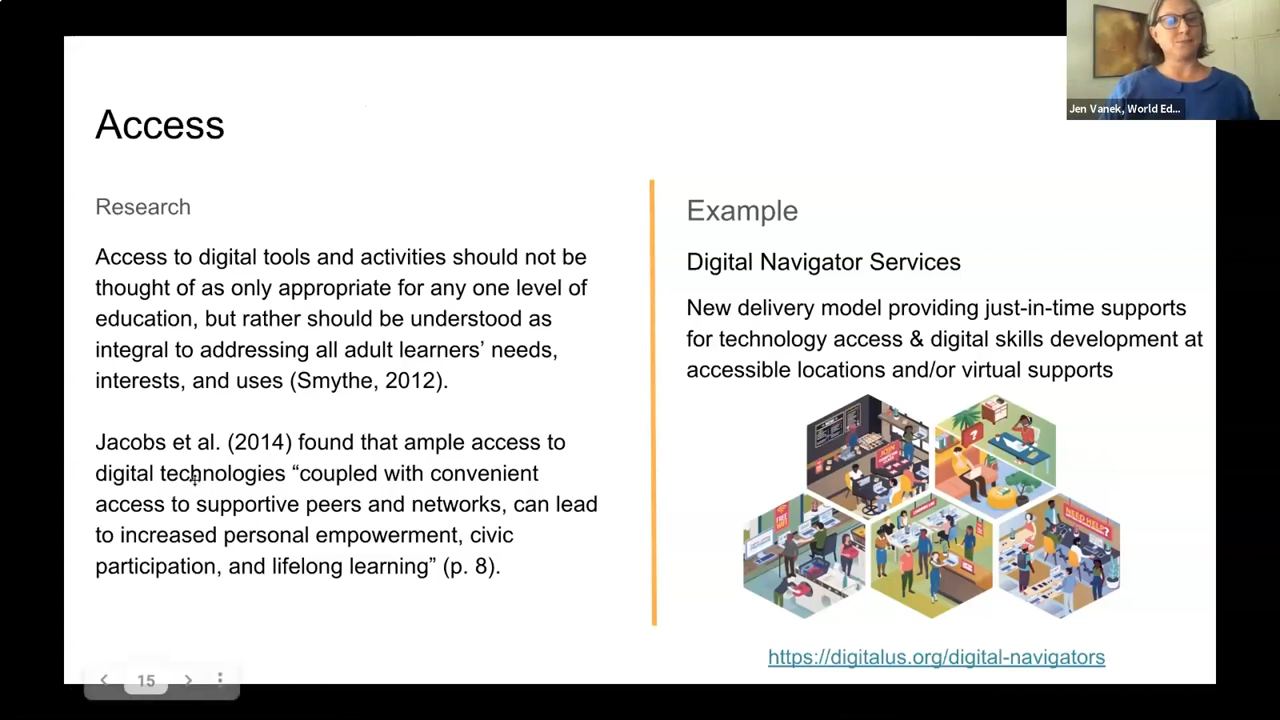 Jen Vanek, World Ed...
Access
Research
Access to digital tools and activities should not be
thought of as only appropriate for any one level of
education, but rather should be understood as
integral to addressing all adult learners’ needs,
interests, and uses (Smythe, 2012).
Jacobs et al. (2014) found that ample access to
digital technologies “coupled with convenient
access to supportive peers and networks, can lead
to increased personal empowerment, civic
participation, and lifelong learning” (p. 8).
Example
Digital Navigator Services
New delivery model providing just-in-time supports
for technology access & digital skills development at
accessible locations and/or virtual supports
?
NEED HELP?
https://digitalus.org/digital-navigators
15